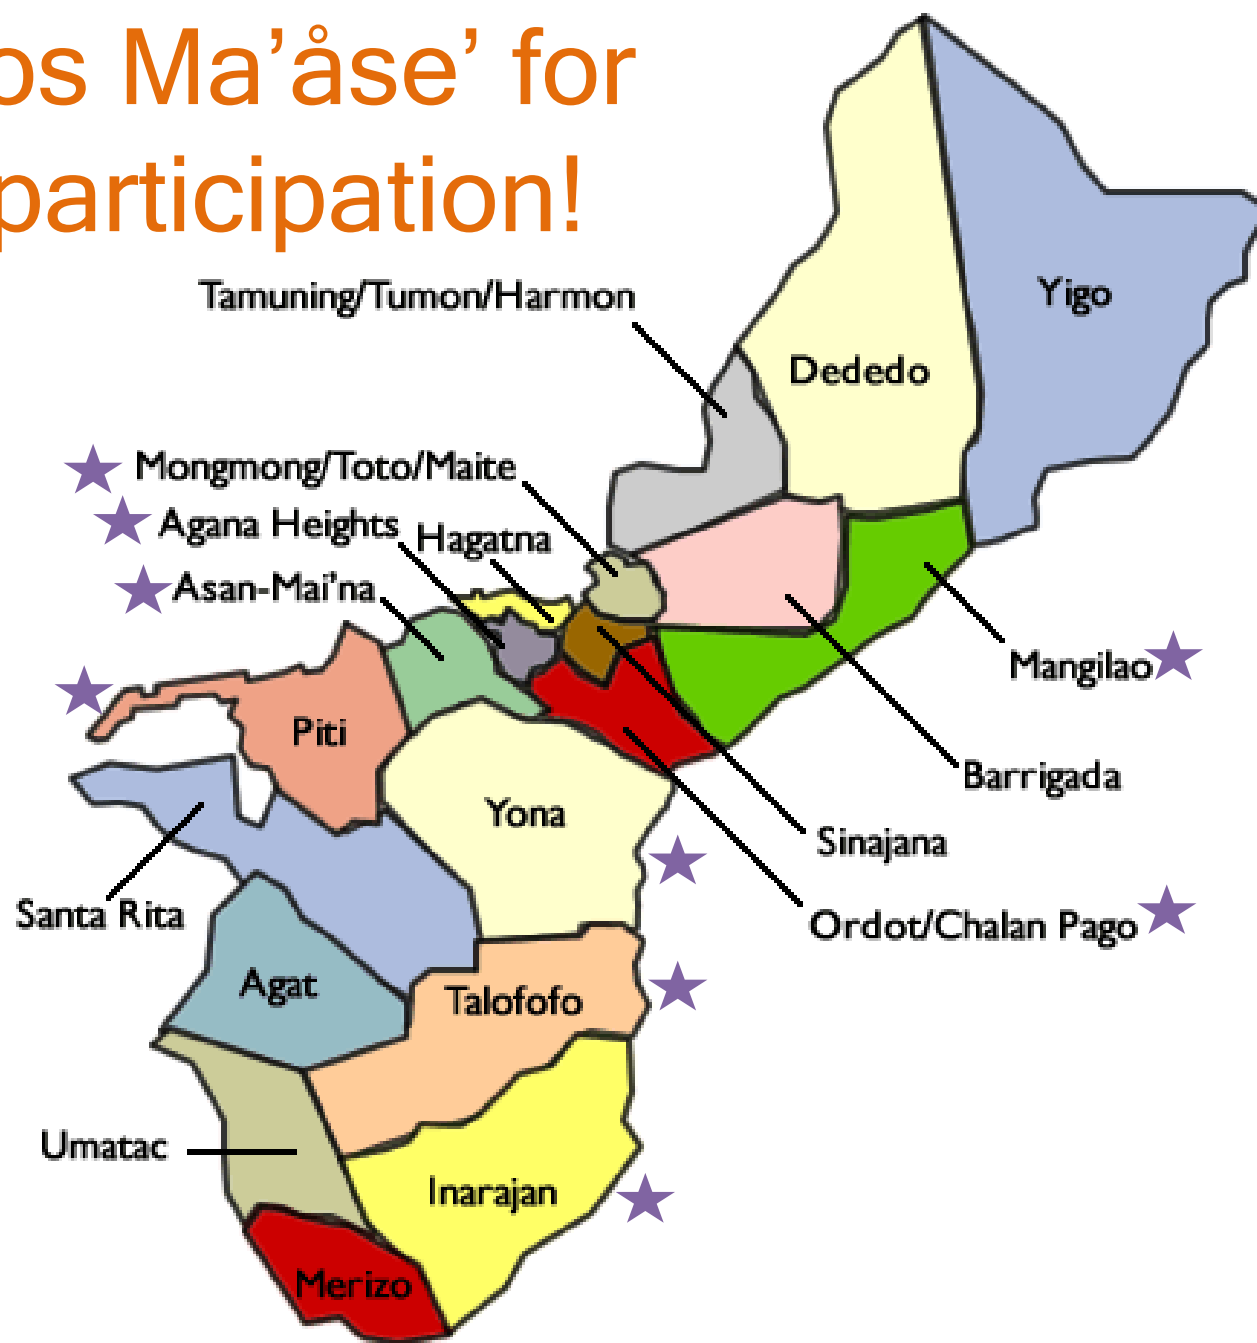 os Ma’åse’ for
participation!
Tamuning/Tumon/Harmon
Yigo
Dededo
Mongmong/Toto/Maite
Agana Heights
Hagatna
Asan-Mai'na
Mangilao
Piti
Barrigada
Yona
Sinajana
Santa Rita
Ordot/Chalan Pago
Agat
Talofofo
Umatac
Inarajan
Merizo